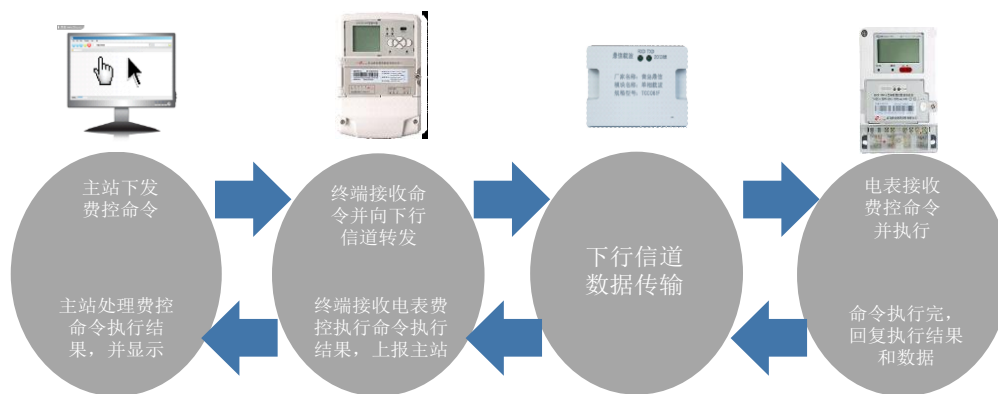 主站下发
费控命令
终端接收命
令并向下行
信道转发
下行信道
数据传输
电表接收
费控命令
并执行
主站处理费控
命令执行结
果，并显示
终端接收电表费
控执行命令执行
结果，上报主站
命令执行完，
回复执行结果
和数据